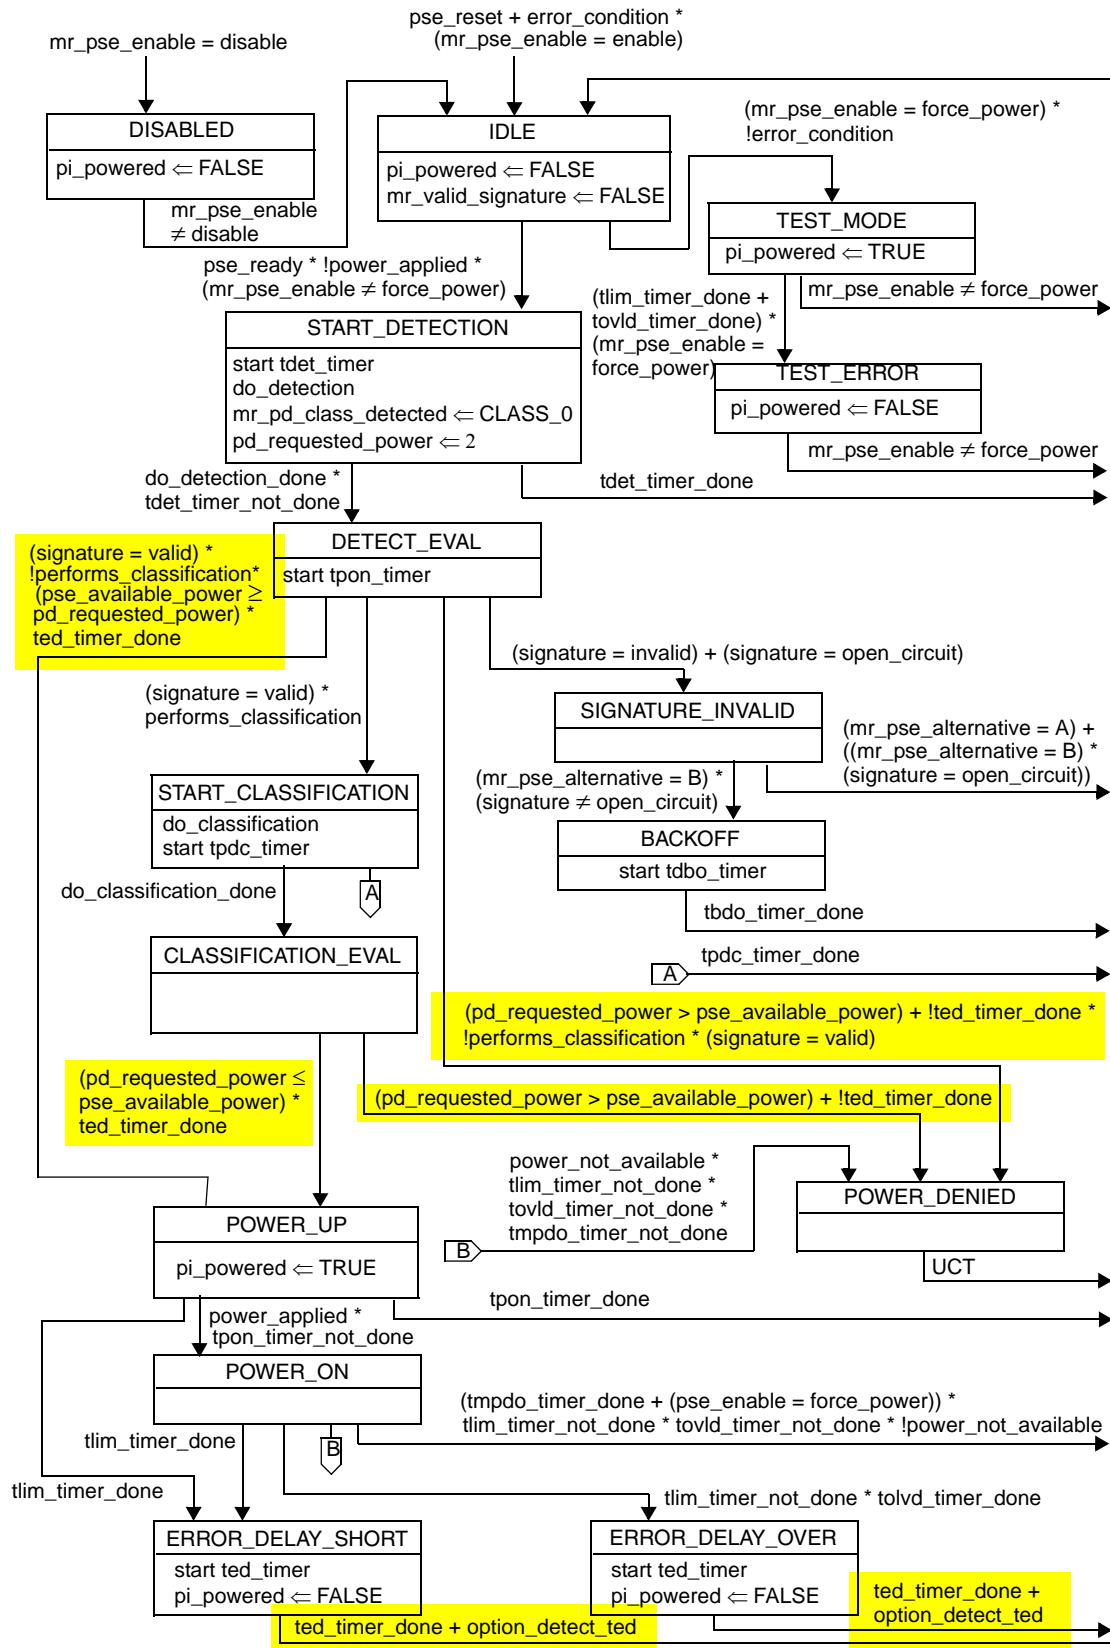 pse_reset + error_condition *
(mr_pse_enable = enable)
mr_pse_enable = disable
(mr_pse_enable = force_power) *
!error_condition
DISABLED
pi_powered ⇐ FALSE
IDLE
pi_powered ⇐ FALSE
mr_valid_signature ⇐ FALSE
mr_pse_enable
≠ disable
TEST_MODE
pi_powered ⇐ TRUE
pse_ready * !power_applied *
(mr_pse_enable ≠ force_power)
mr_pse_enable ≠ force_power
(tlim_timer_done +
tovld_timer_done) *
(mr_pse_enable =
force_power)
START_DETECTION
start tdet_timer
do_detection
mr_pd_class_detected ⇐ CLASS_0
pd_requested_power ⇐ 2
TEST_ERROR
pi_powered ⇐ FALSE
mr_pse_enable ≠ force_power
do_detection_done *
tdet_timer_not_done
tdet_timer_done
DETECT_EVAL
start tpon_timer
(signature = valid) *
!performs_classification*
(pse_available_power ≥
pd_requested_power) *
ted_timer_done
(signature = invalid) + (signature = open_circuit)
(signature = valid) *
performs_classification
SIGNATURE_INVALID
(mr_pse_alternative = A) +
((mr_pse_alternative = B) *
(signature = open_circuit))
(mr_pse_alternative = B) *
(signature ≠ open_circuit)
START_CLASSIFICATION
do_classification
start tpdc_timer
BACKOFF
start tdbo_timer
do_classification_done
A
tbdo_timer_done
CLASSIFICATION_EVAL
tpdc_timer_done
A
(pd_requested_power > pse_available_power) + !ted_timer_done *
!performs_classification * (signature = valid)
(pd_requested_power ≤
pse_available_power) *
ted_timer_done
(pd_requested_power > pse_available_power) + !ted_timer_done
power_not_available *
tlim_timer_not_done *
tovld_timer_not_done *
tmpdo_timer_not_done
B
POWER_DENIED
UCT
POWER_UP
pi_powered ⇐ TRUE
tpon_timer_done
power_applied *
tpon_timer_not_done
POWER_ON
(tmpdo_timer_done + (pse_enable = force_power)) *
tlim_timer_not_done * tovld_timer_not_done * !power_not_available
tlim_timer_done
B
tlim_timer_done
tlim_timer_not_done * tolvd_timer_done
ERROR_DELAY_SHORT
start ted_timer
pi_powered ⇐ FALSE
ERROR_DELAY_OVER
start ted_timer
pi_powered ⇐ FALSE
ted_timer_done +
option_detect_ted
ted_timer_done + option_detect_ted